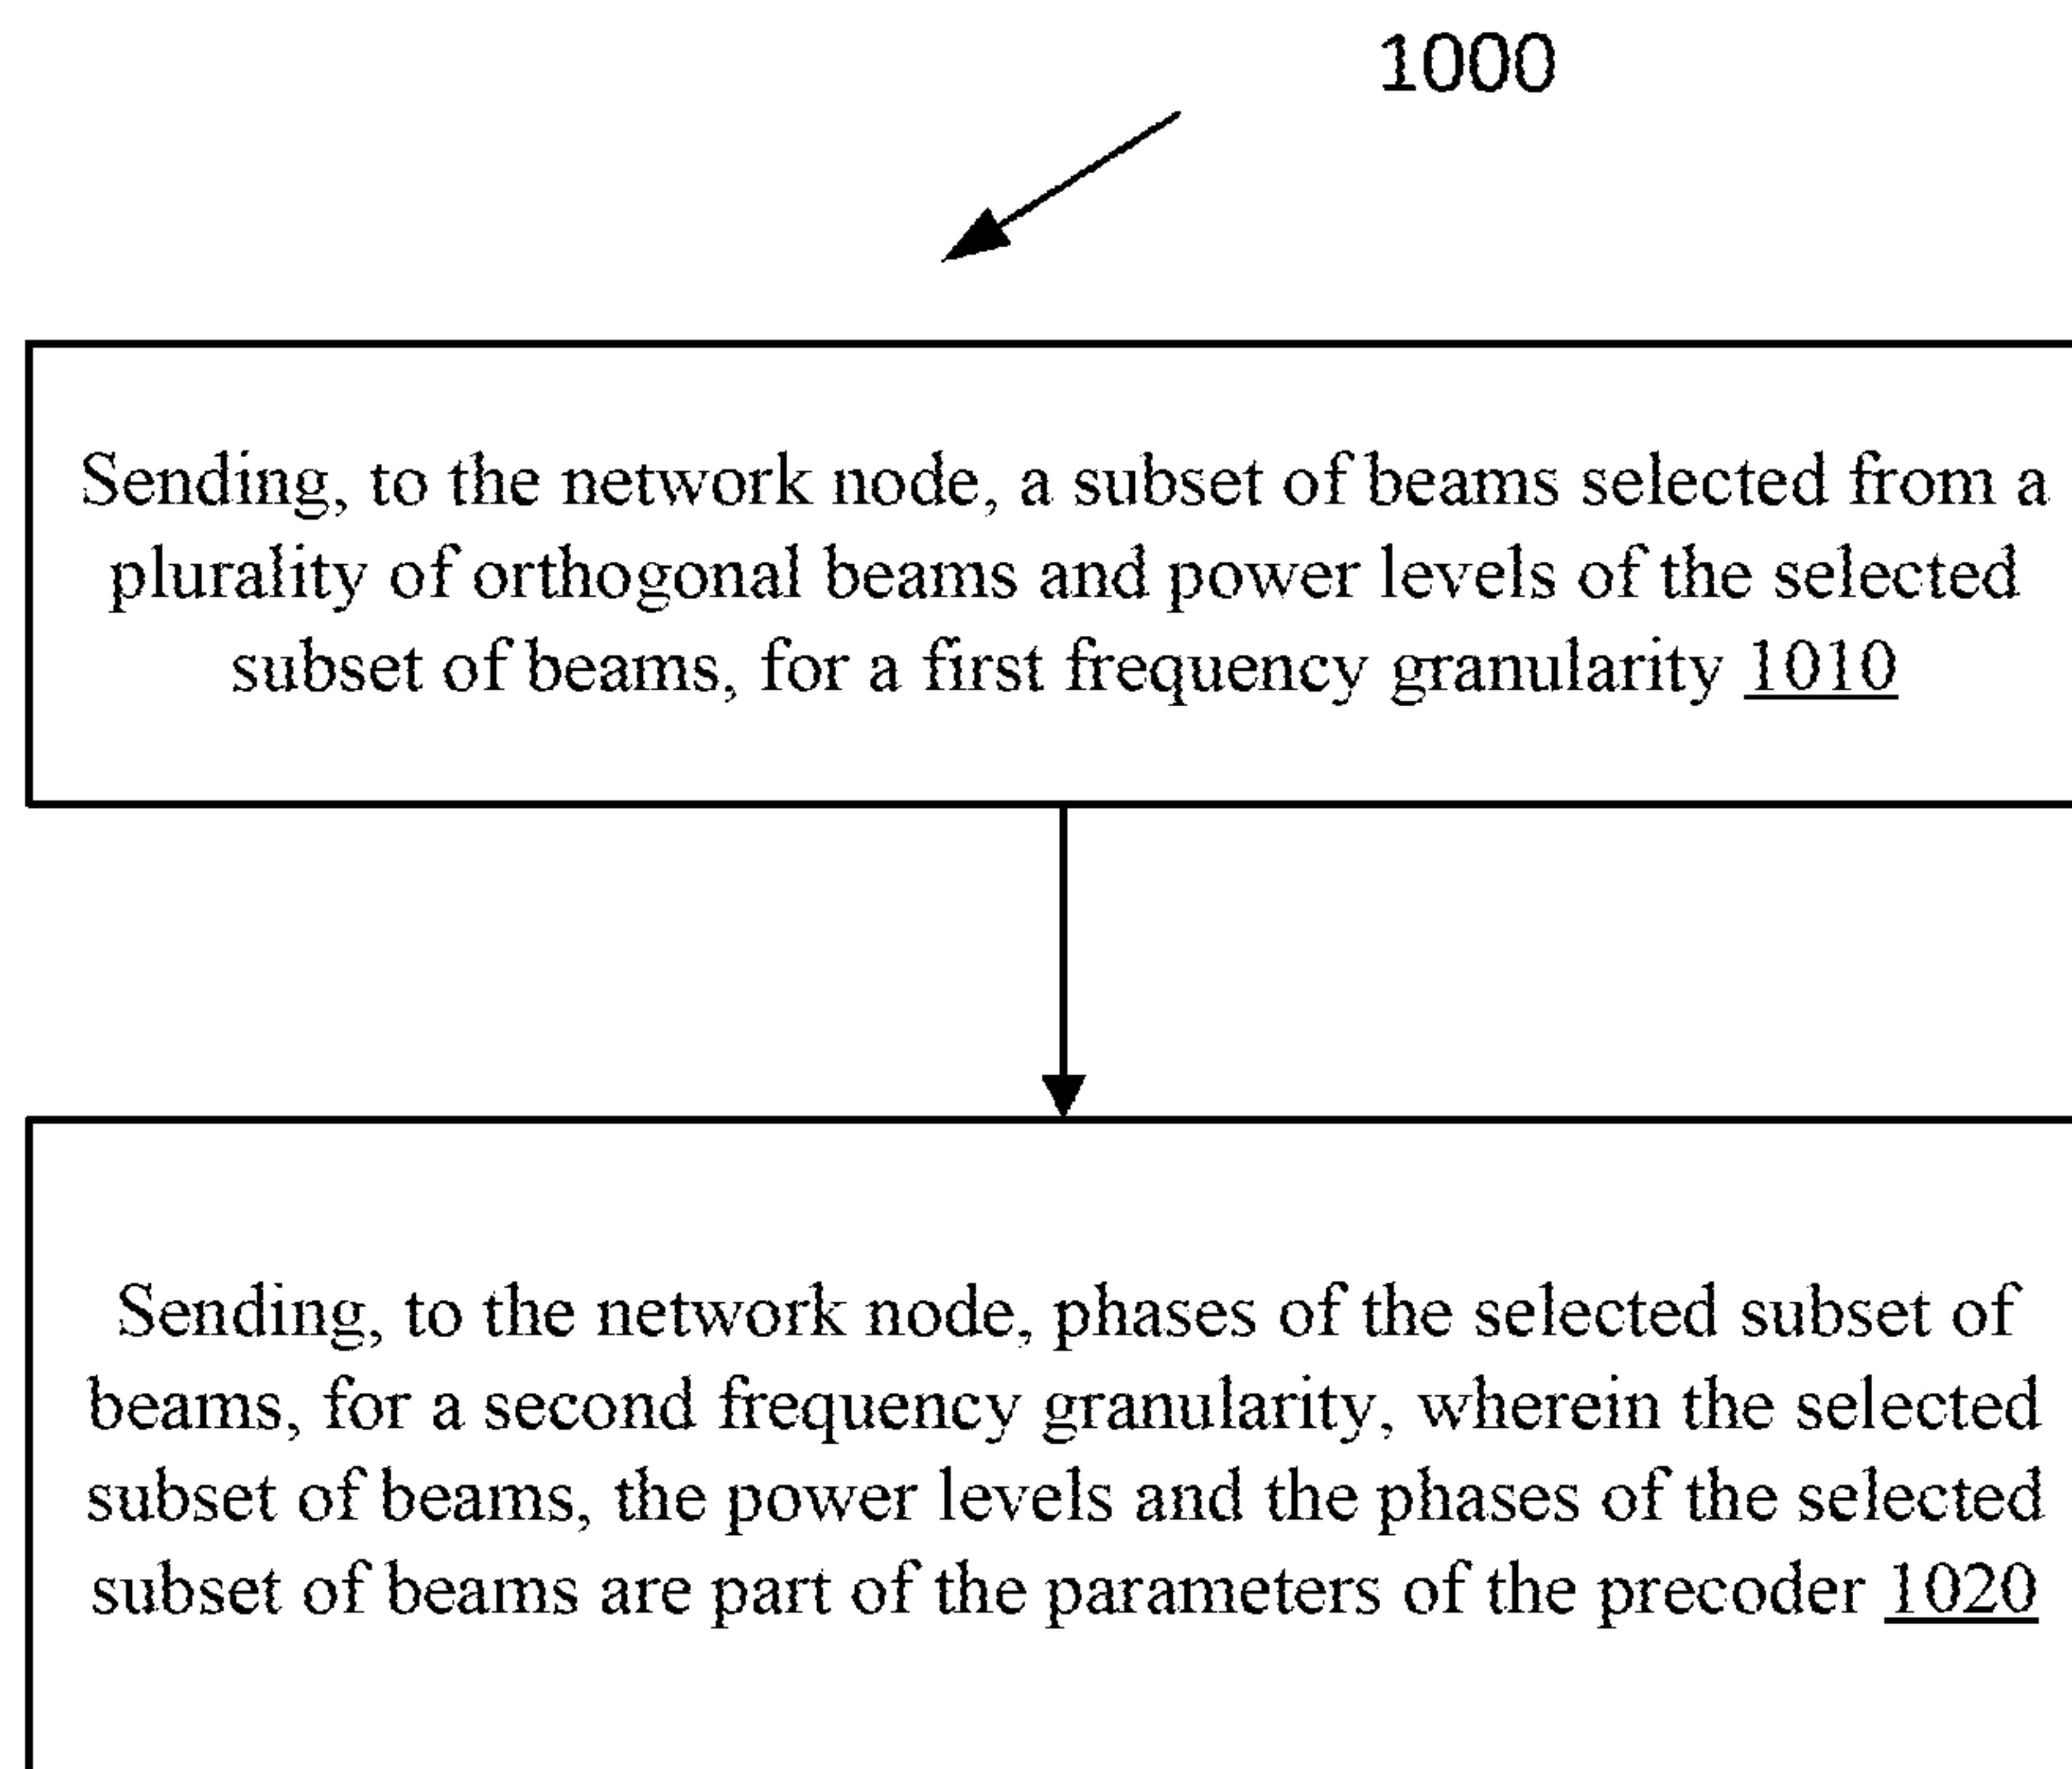 1000
Sending, to the network node, a subset of beams selected from a
plurality of orthogonal beams and power levels of the selected
subset of beams, for a first frequency granularity 1010
Sending, to the network node, phases of the selected subset of
beams, for a second frequency granularity, wherein the selected
subset of beams, the power levels and the phases of the selected
subset of beams are part of the parameters of the precoder 1020